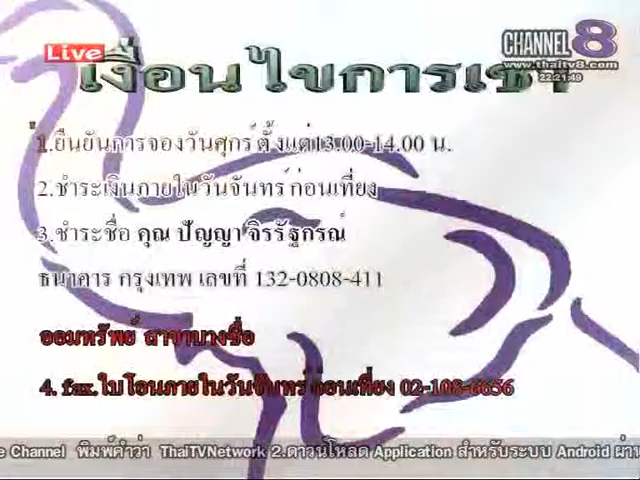 Live
CHANNEL 8
www.thaitv8.com
22:21:49
เงื่อนไขการเช่า
1.ยืนยันการจองวันศุกร์ ตั้งแต่13.00-14.00 น.
2.ชำระเงินภายในวันจันทร์ ก่อนเที่ยง
3.ชำระชื่อ คุณ ปัญญา จิรรัฐกรณ์
ธนาคาร กรุงเทพ เลขที่ 132-0808-411
ออมทรัพย์ สาขาบางซื่อ
4. fax.ใบโอนภายในวันจันทร์ ก่อนเที่ยง 02-108-6656
e Channel พิมพ์คำว่า ThaiTVNetwork 2.ดาวน์โหลด Application สำหรับระบบ Android ผ่าน